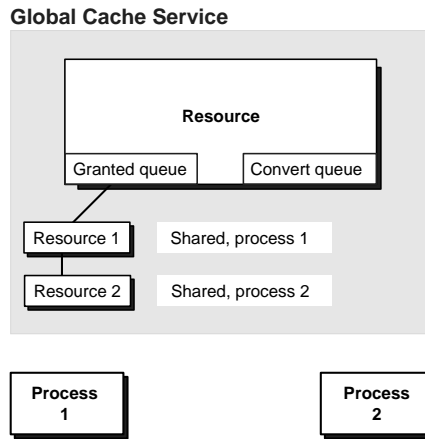 Global Cache Service
Resource
Granted queue Convert queue
Resource 1 Shared, process 1
Resource 2 Shared, process 2
Process Process
1 2